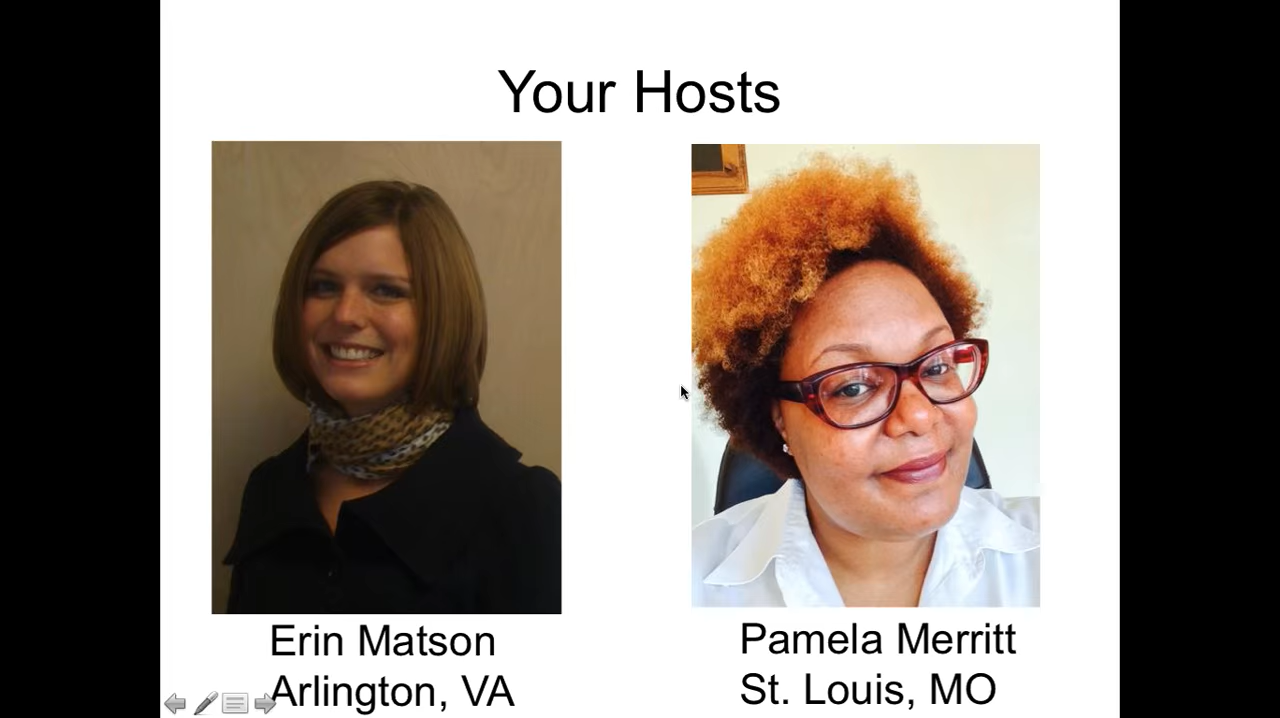 Your Hosts
Erin Matson
Arlington, VA
Pamela Merritt
St. Louis, MO